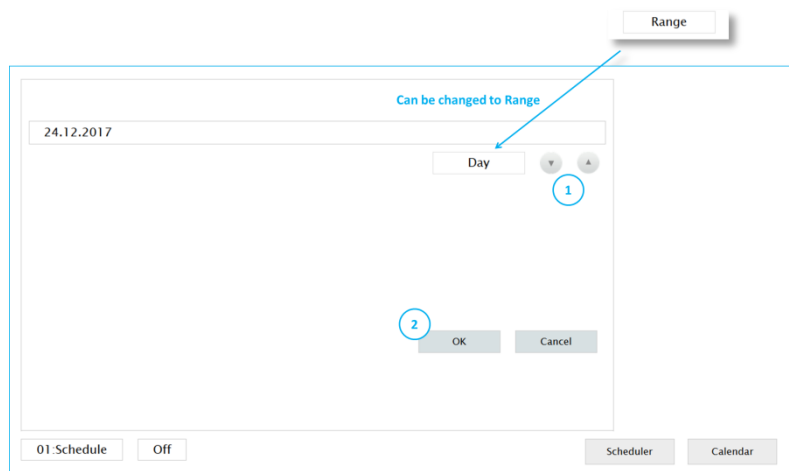 Range
Can be changed to Range
24.12.2017
Day
1
2
OK Cancel
01:Schedule Off Scheduler Calendar